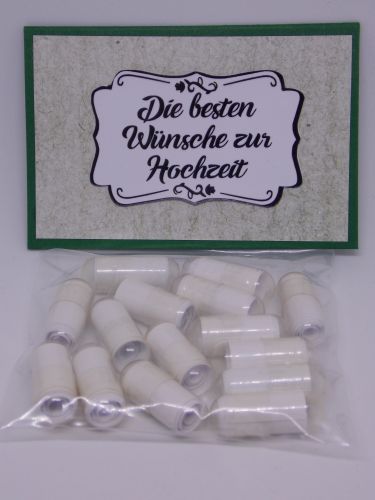 Die besten
Wünsche zur
Hochzeit